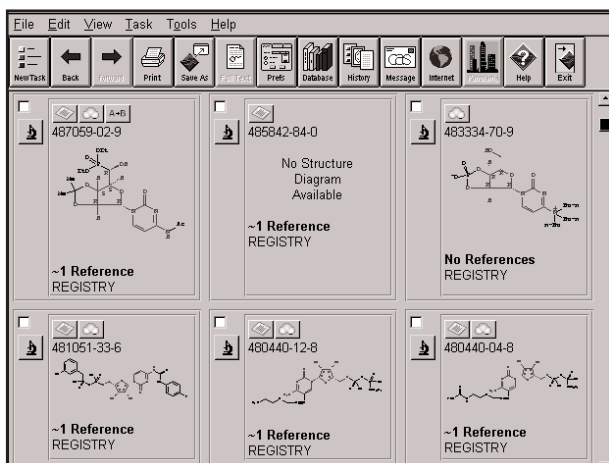 File Edit View Task Tools Help
NewTask Back Forward Print Save As Full Text Prefs Database History Message Internet Help Exit
CAS
A→B
487059-02-9 485842-84-0 483334-70-9
No Structure
Diagram
Available
~1 Reference ~1 Reference No References
REGISTRY REGISTRY REGISTRY
481051-33-6 480440-12-8 480440-04-8
~1 Reference ~1 Reference ~1 Reference
REGISTRY REGISTRY REGISTRY